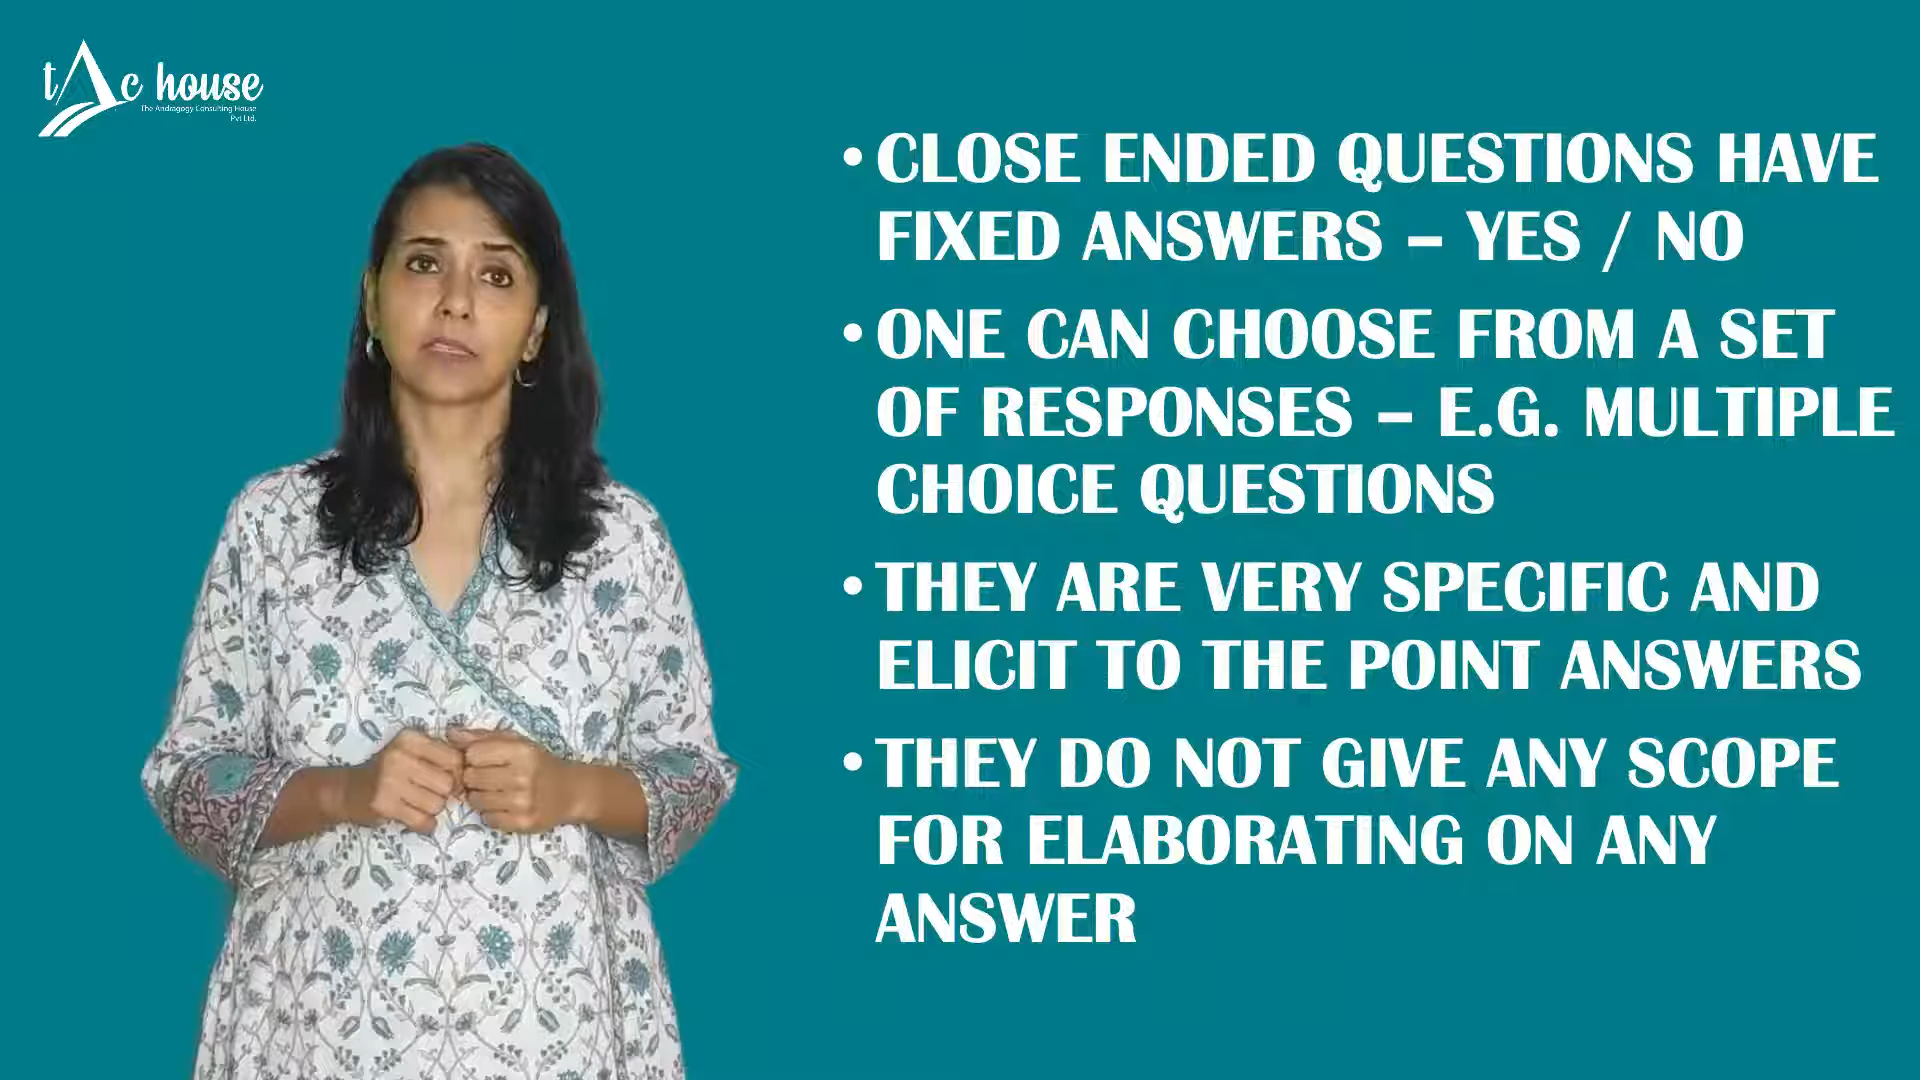 tAc house
The Andragogy Consulting House
Pvt Ltd.
• CLOSE ENDED QUESTIONS HAVE
FIXED ANSWERS – YES / NO
• ONE CAN CHOOSE FROM A SET
OF RESPONSES – E.G. MULTIPLE
CHOICE QUESTIONS
• THEY ARE VERY SPECIFIC AND
ELICIT TO THE POINT ANSWERS
• THEY DO NOT GIVE ANY SCOPE
FOR ELABORATING ON ANY
ANSWER